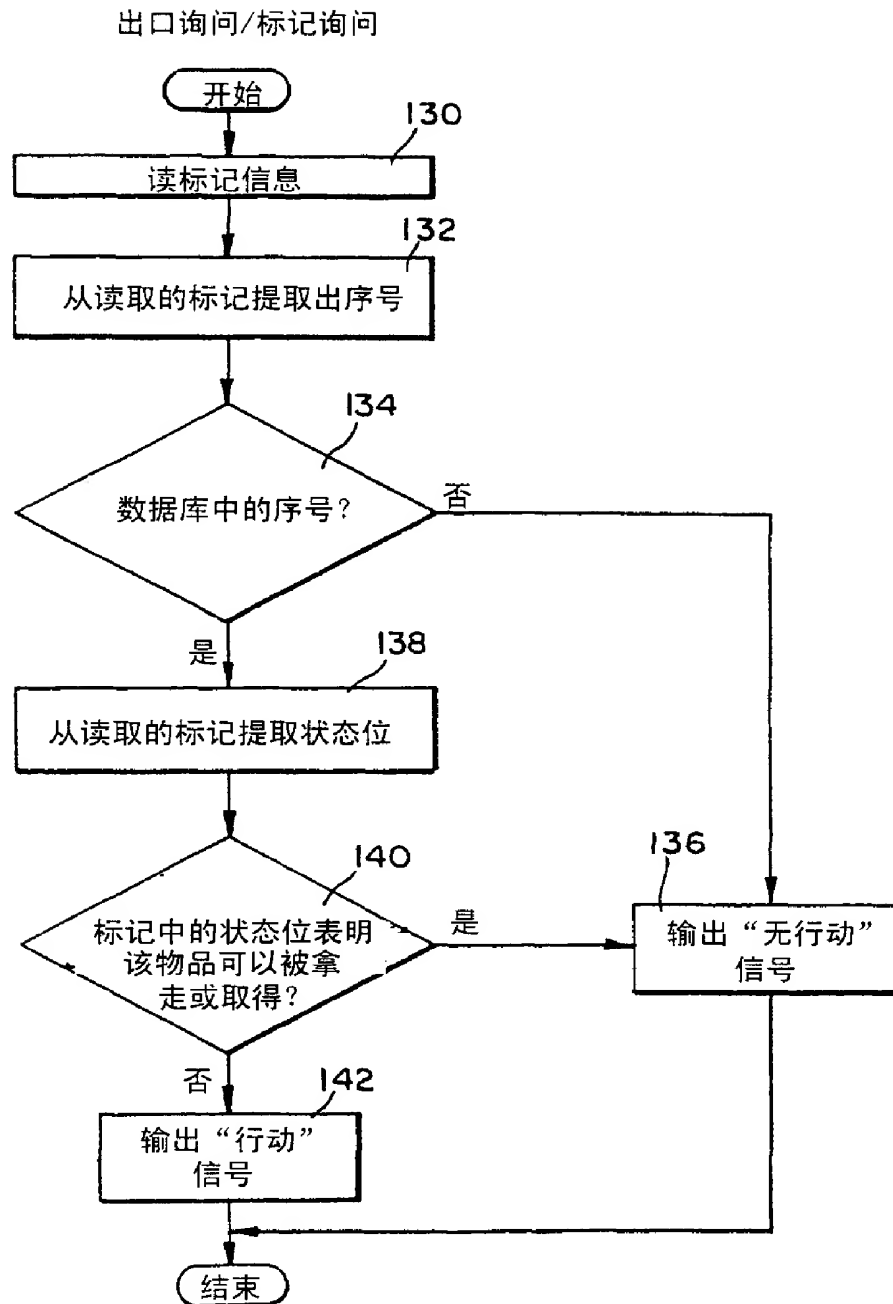 出口询问/标记询问
开始
130
读标记信息
132
从读取的标记提取出序号
134
数据库中的序号?
否
是
138
从读取的标记提取状态位
140
标记中的状态位表明
该物品可以被拿
走或取得?
是
136
输出“无行动”
信号
否
142
输出“行动”
信号
结束